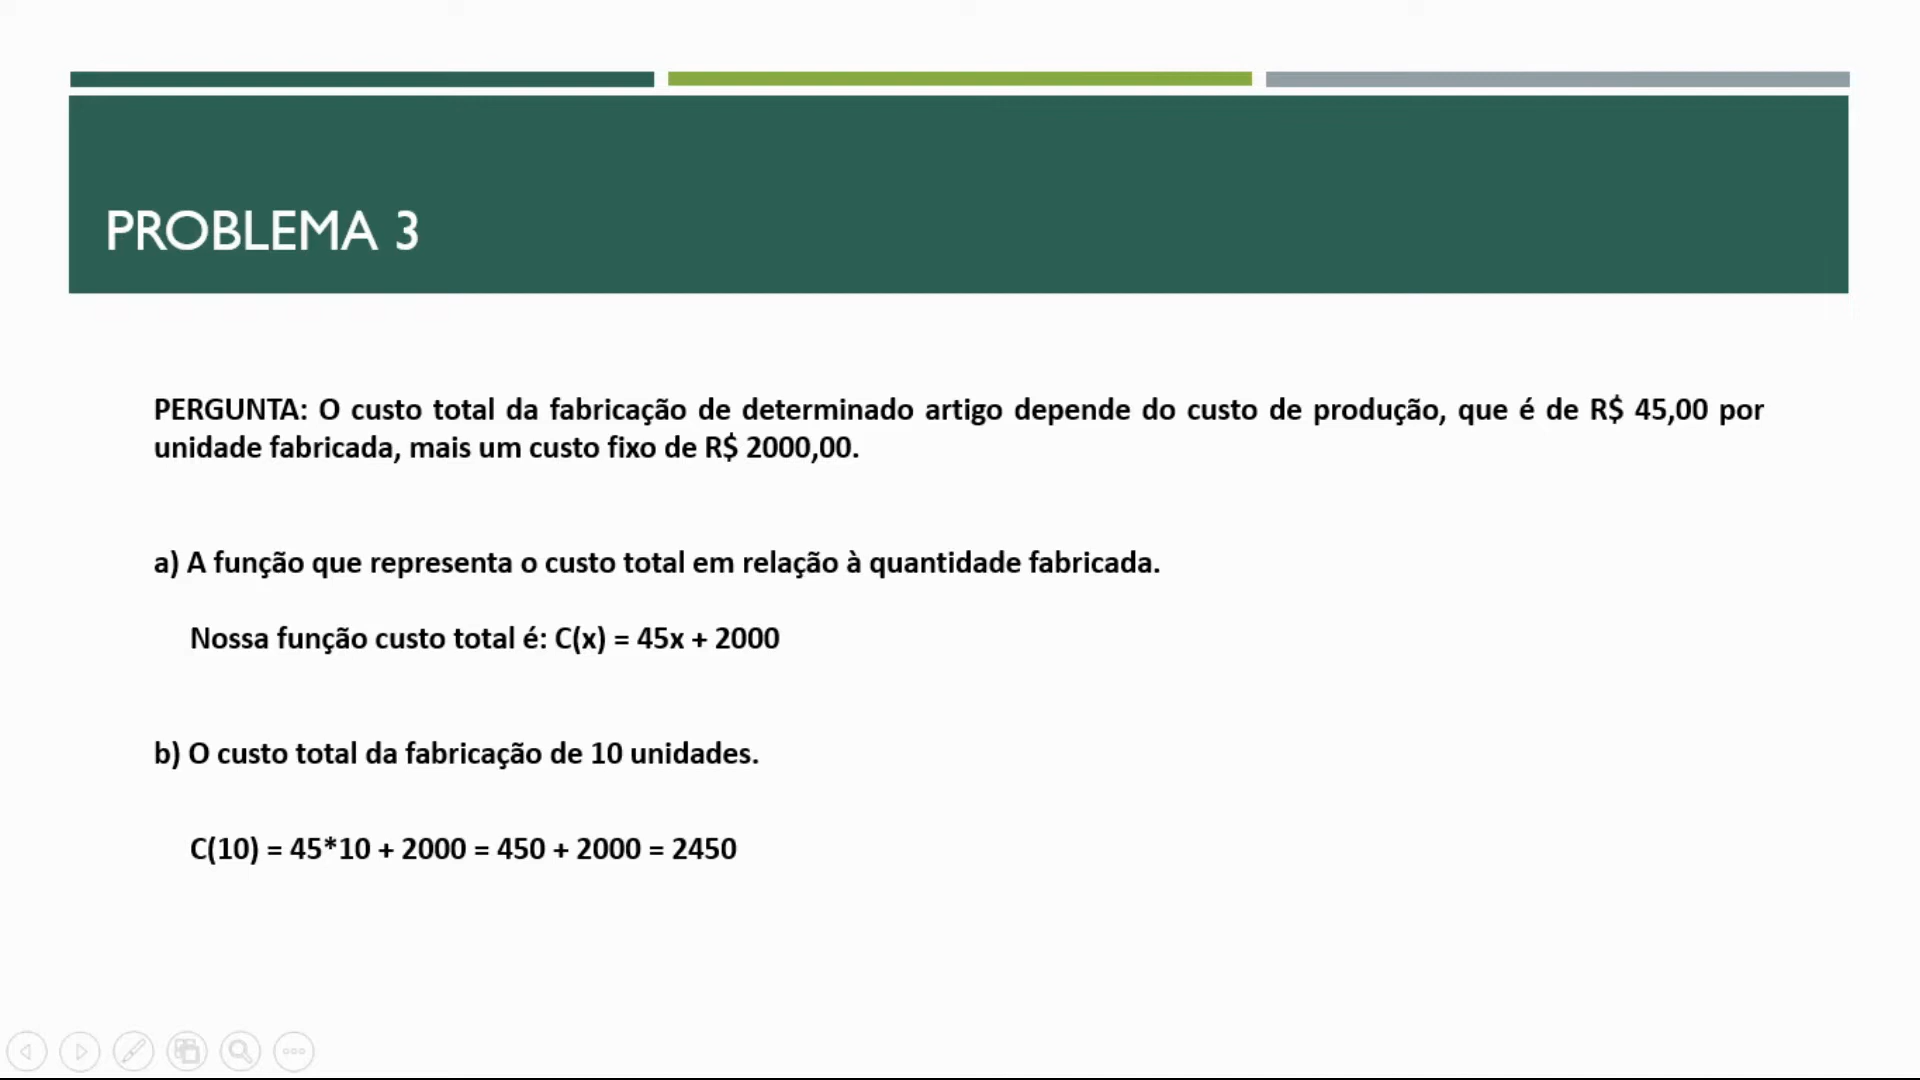 PROBLEMA 3
PERGUNTA: O custo total da fabricação de determinado artigo depende do custo de produção, que é de R$ 45,00 por
unidade fabricada, mais um custo fixo de R$ 2000,00.
a) A função que representa o custo total em relação à quantidade fabricada.
Nossa função custo total é: C(x) = 45x + 2000
b) O custo total da fabricação de 10 unidades.
C(10) = 45*10 + 2000 = 450 + 2000 = 2450